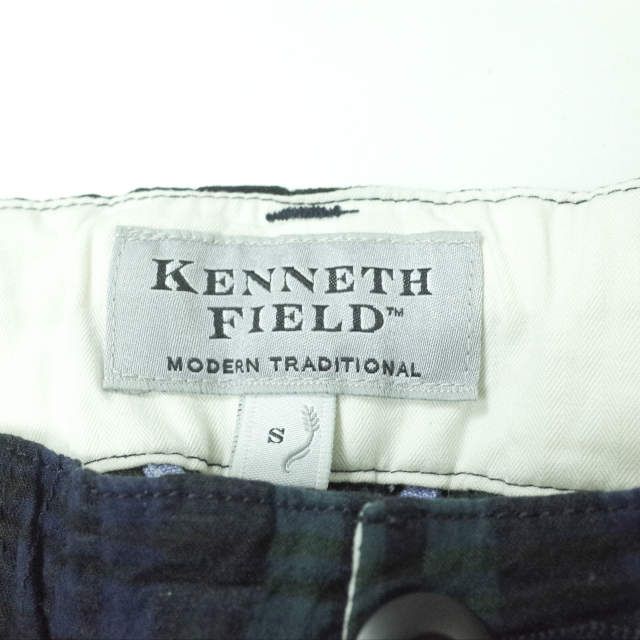 KENNETH
FIELD™
MODERN TRADITIONAL
S